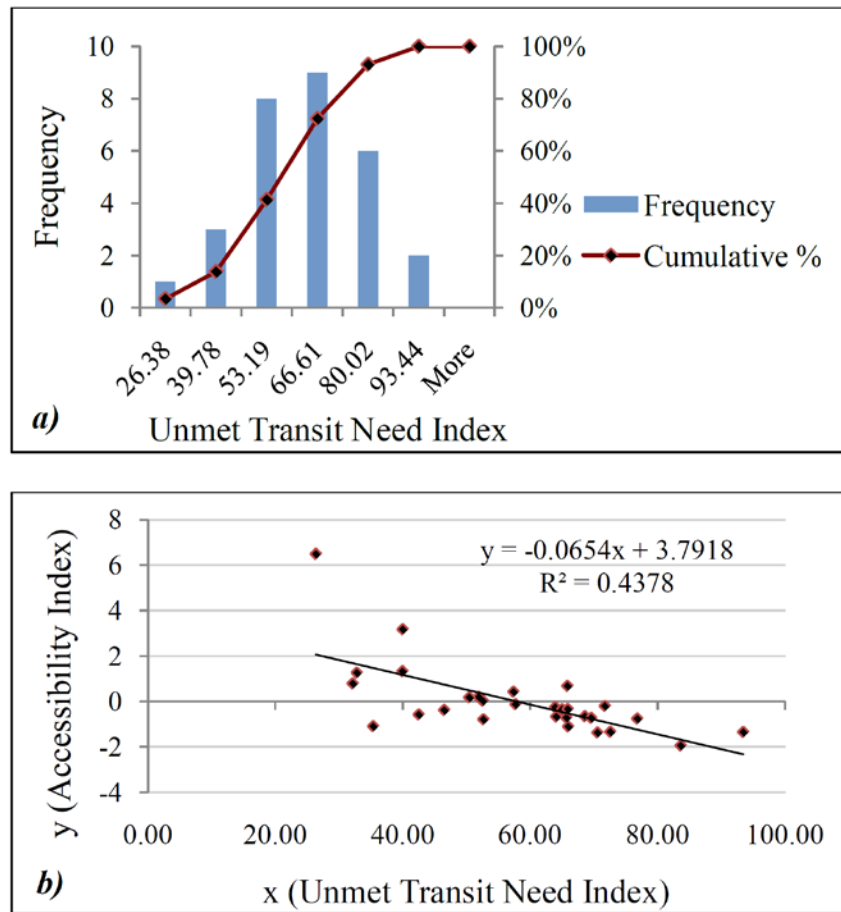 10
8
6
4
2
0
Frequency
100%
80%
60%
40%
20%
0%
Frequency
Cumulative %
26.38
39.78
53.19
66.61
80.02
93.44
More
a)
Unmet Transit Need Index
8
6
4
2
0
-2
-4
y (Accessibility Index)
y = -0.0654x + 3.7918
R² = 0.4378
0.00
20.00
40.00
60.00
80.00
100.00
b)
x (Unmet Transit Need Index)